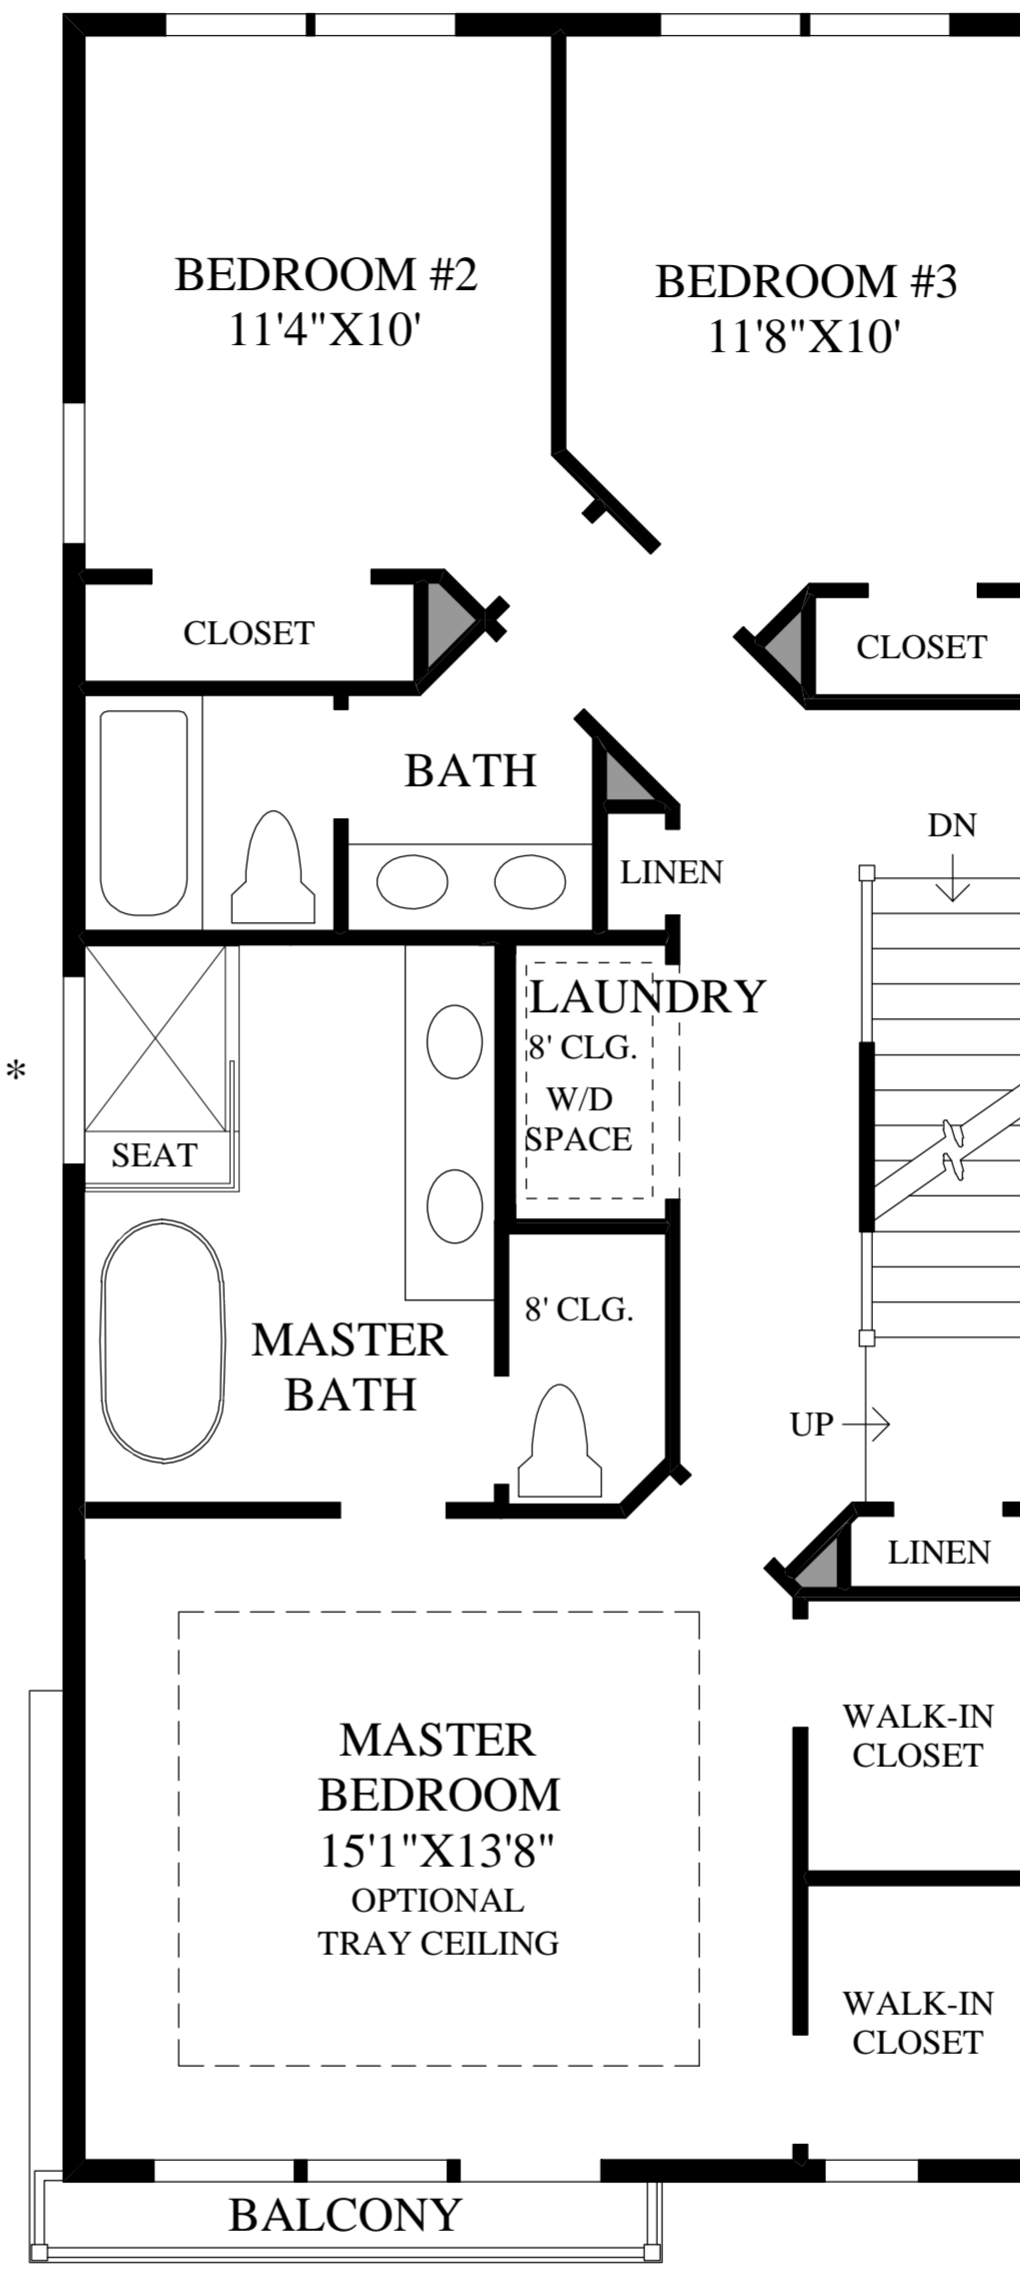 BEDROOM #2
11'4"X10'
BEDROOM #3
11'8"X10'
CLOSET
CLOSET
BATH
DN
LINEN
LAUNDRY
8' CLG.
W/D
SPACE
*
SEAT
8' CLG.
MASTER
BATH
UP
LINEN
WALK-IN
CLOSET
MASTER
BEDROOM
15'1"X13'8"
OPTIONAL
TRAY CEILING
WALK-IN
CLOSET
BALCONY